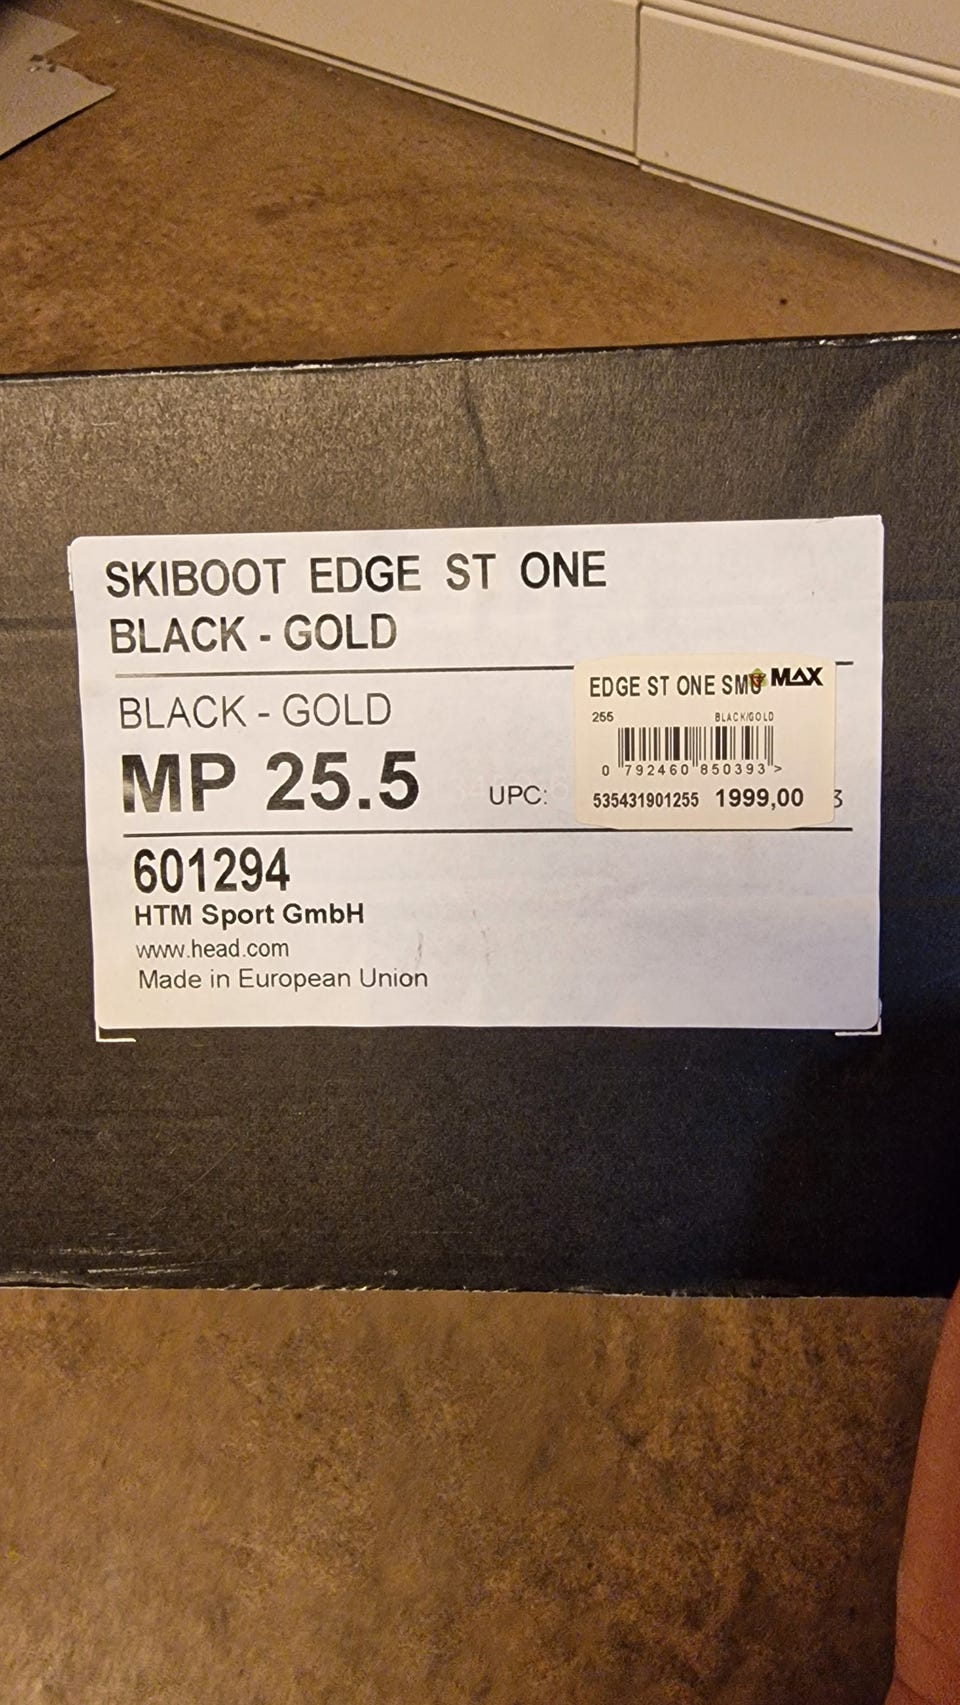 SKIBOOT EDGE ST ONE
BLACK - GOLD
BLACK - GOLD
MP 25.5
UPC:
EDGE ST ONE SMU MAX
255 BLACK/GOLD
0 792460 850393 >
535431901255 1999,00
3
601294
HTM Sport GmbH
www.head.com
Made in European Union